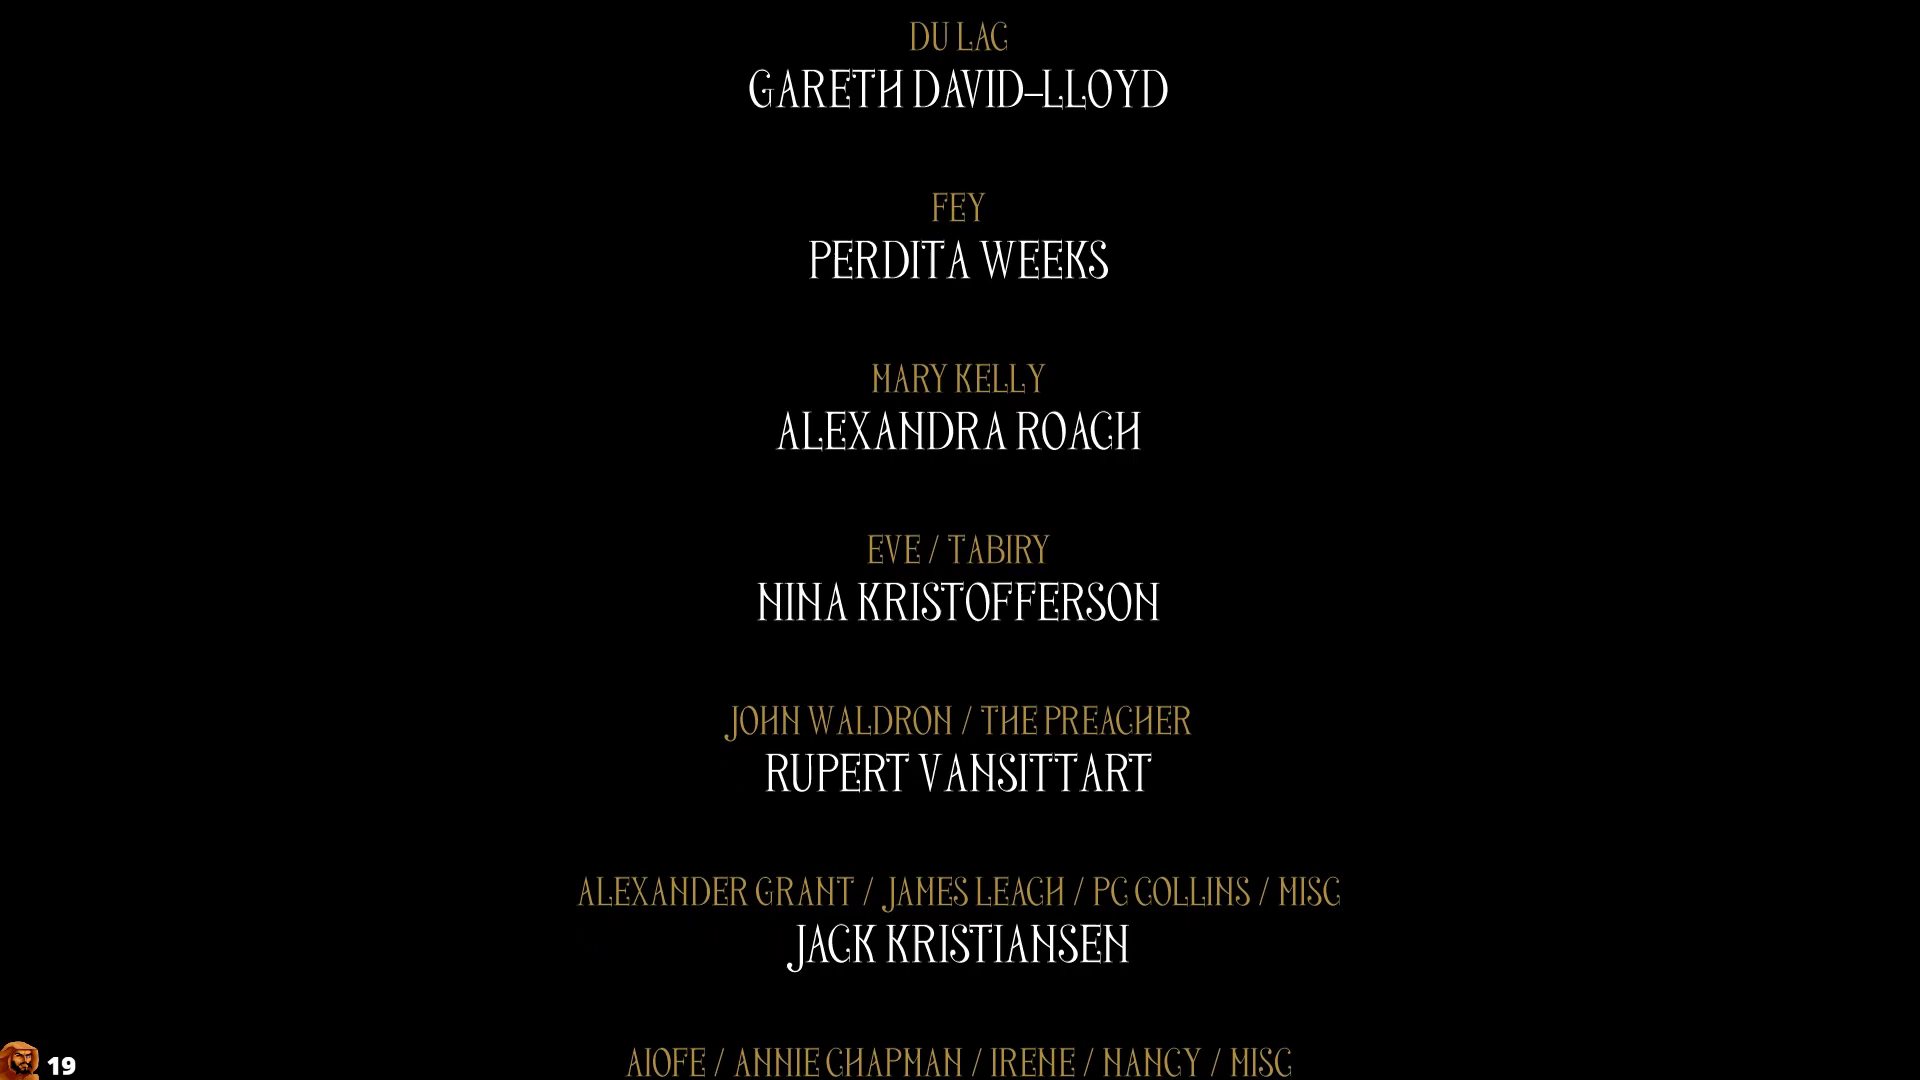 DU LAC
GARETH DAVID-LLOYD
FEY
PERDITA WEEKS
MARY KELLY
ALEXANDRA ROACH
EVE / TABIRY
NINA KRISTOFFERSON
JOHN WALDRON / THE PREACHER
RUPERT VANSITTART
ALEXANDER GRANT / JAMES LEACH / PC COLLINS / MISC
JACK KRISTIANSEN
AIOFE / ANNIE CHAPMAN / IRENE / NANCY / MISC
19